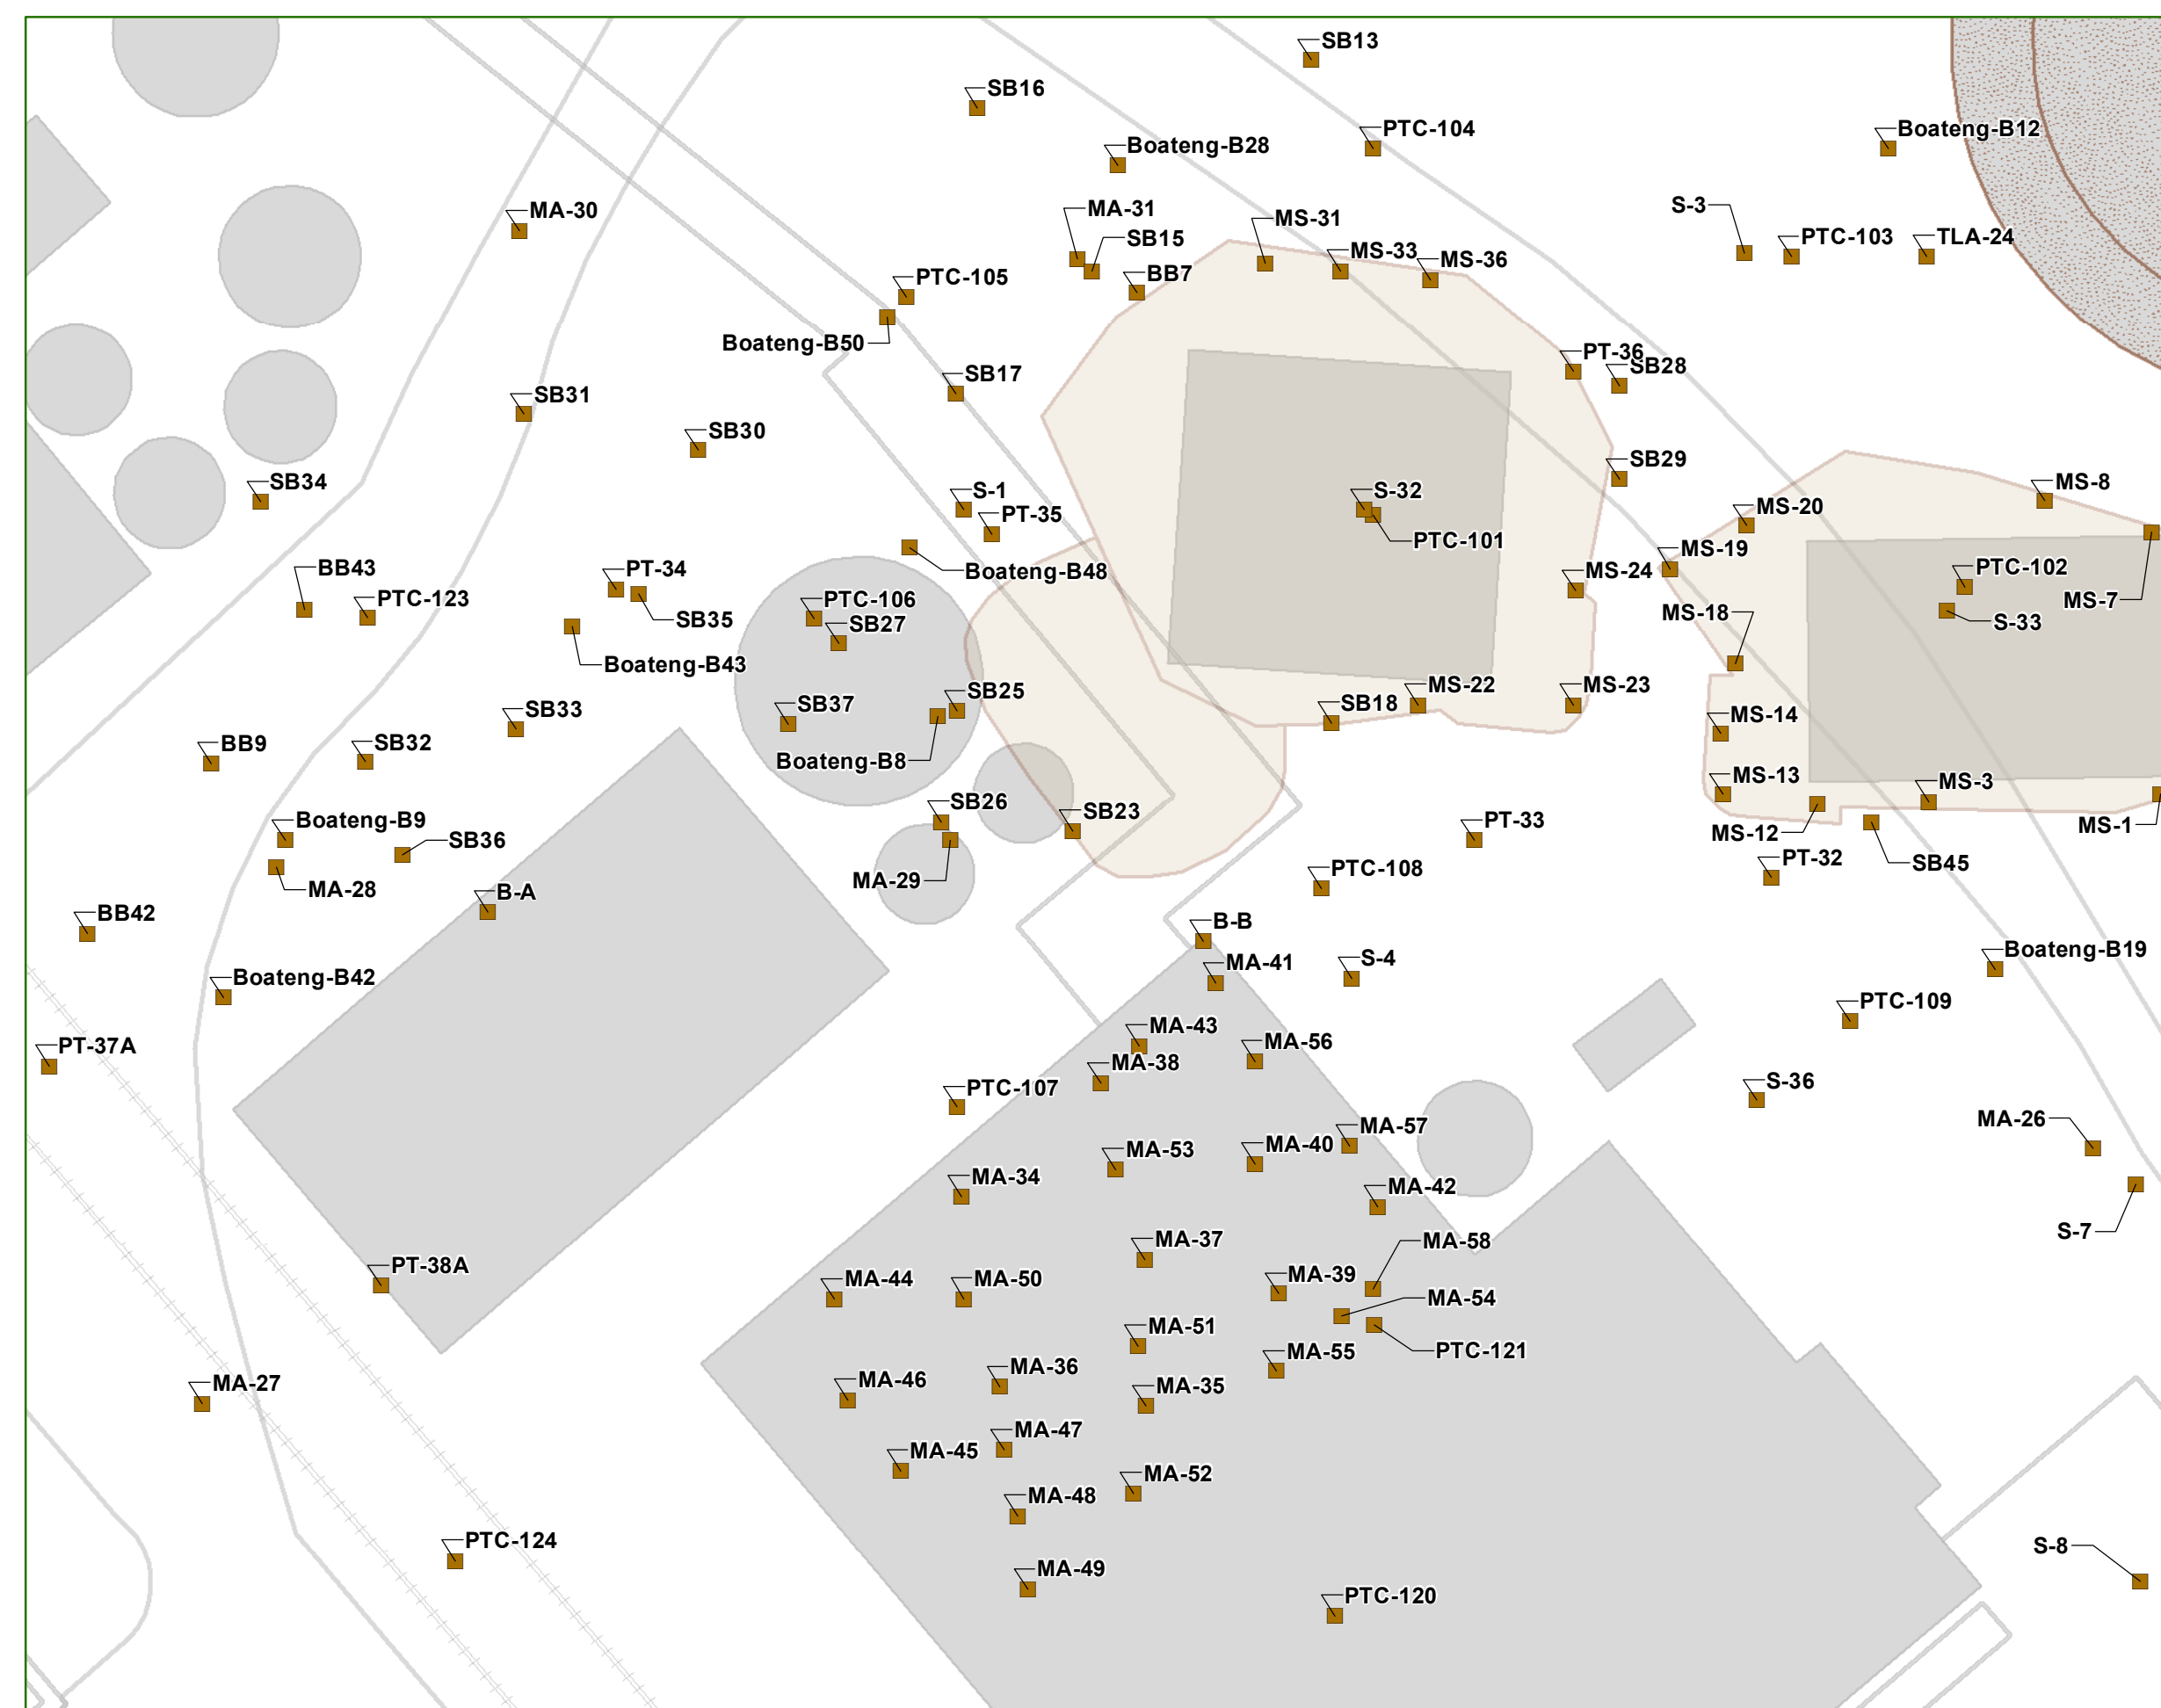 SB13
SB16
PTC-104
Boateng-B12
Boateng-B28
S-3
MA-30
MA-31
MS-31
SB15
PTC-103
TLA-24
MS-33
MS-36
BB7
PTC-105
Boateng-B50
PT-36
SB28
SB17
SB31
SB30
SB29
SB34
S-1
S-32
MS-8
PT-35
MS-20
PTC-101
MS-19
BB43
PT-34
Boateng-B48
MS-24
PTC-102
PTC-123
PTC-106
MS-7
SB35
SB27
MS-18
S-33
Boateng-B43
SB25
MS-22
MS-23
SB37
SB18
SB33
MS-14
BB9
SB32
Boateng-B8
MS-13
MS-3
SB26
SB23
Boateng-B9
PT-33
MS-12
MS-1
SB36
PT-32
SB45
PTC-108
MA-28
MA-29
B-A
BB42
B-B
Boateng-B19
MA-41
S-4
Boateng-B42
PTC-109
MA-43
MA-56
PT-37A
MA-38
S-36
PTC-107
MA-26
MA-57
MA-53
MA-40
MA-34
MA-42
S-7
MA-37
MA-58
PT-38A
MA-44
MA-50
MA-39
MA-54
MA-51
MA-55
PTC-121
MA-46
MA-36
MA-27
MA-35
MA-47
MA-45
MA-52
MA-48
PTC-124
S-8
MA-49
PTC-120